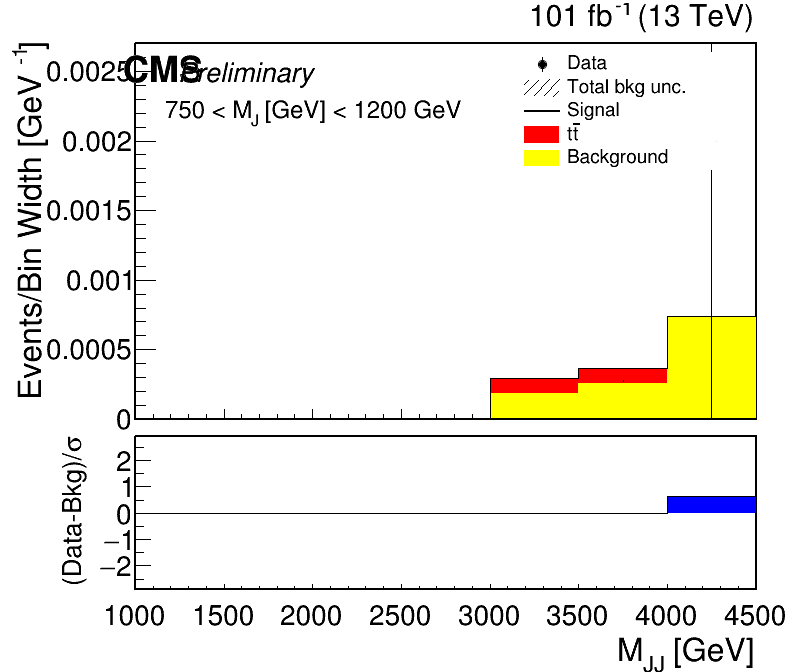 101 fb⁻¹ (13 TeV)
CMS Preliminary
750 < M_J [GeV] < 1200 GeV
Data
Total bkg unc.
Signal
tt̄
Background
Events/Bin Width [GeV⁻¹]
0.0025
0.002
0.0015
0.001
0.0005
0
(Data-Bkg)/σ
2
1
0
−1
−2
1000 1500 2000 2500 3000 3500 4000 4500
M_JJ [GeV]